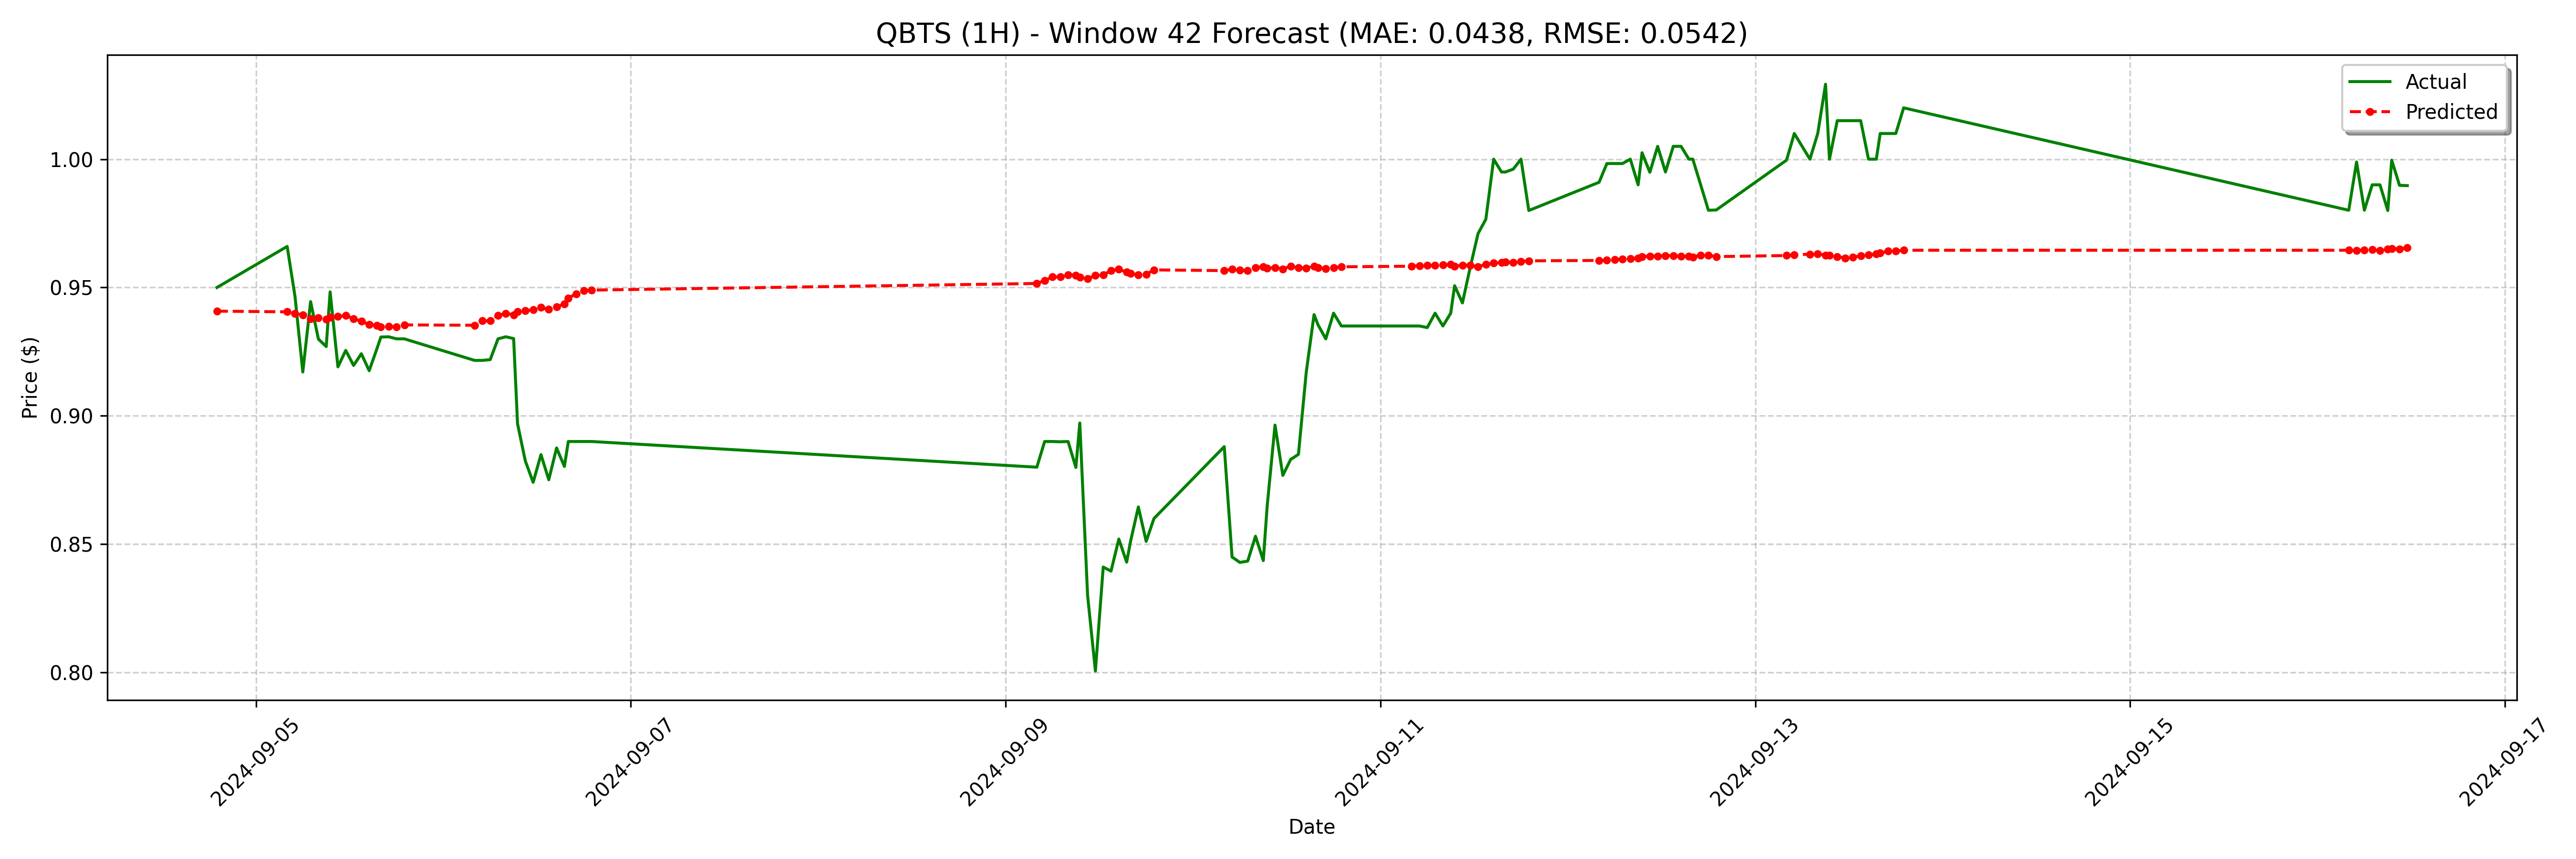 QBTS (1H) - Window 42 Forecast (MAE: 0.0438, RMSE: 0.0542)
Actual
Predicted
Price ($)
1.00
0.95
0.90
0.85
0.80
2024-09-05
2024-09-07
2024-09-09
2024-09-11
2024-09-13
2024-09-15
2024-09-17
Date